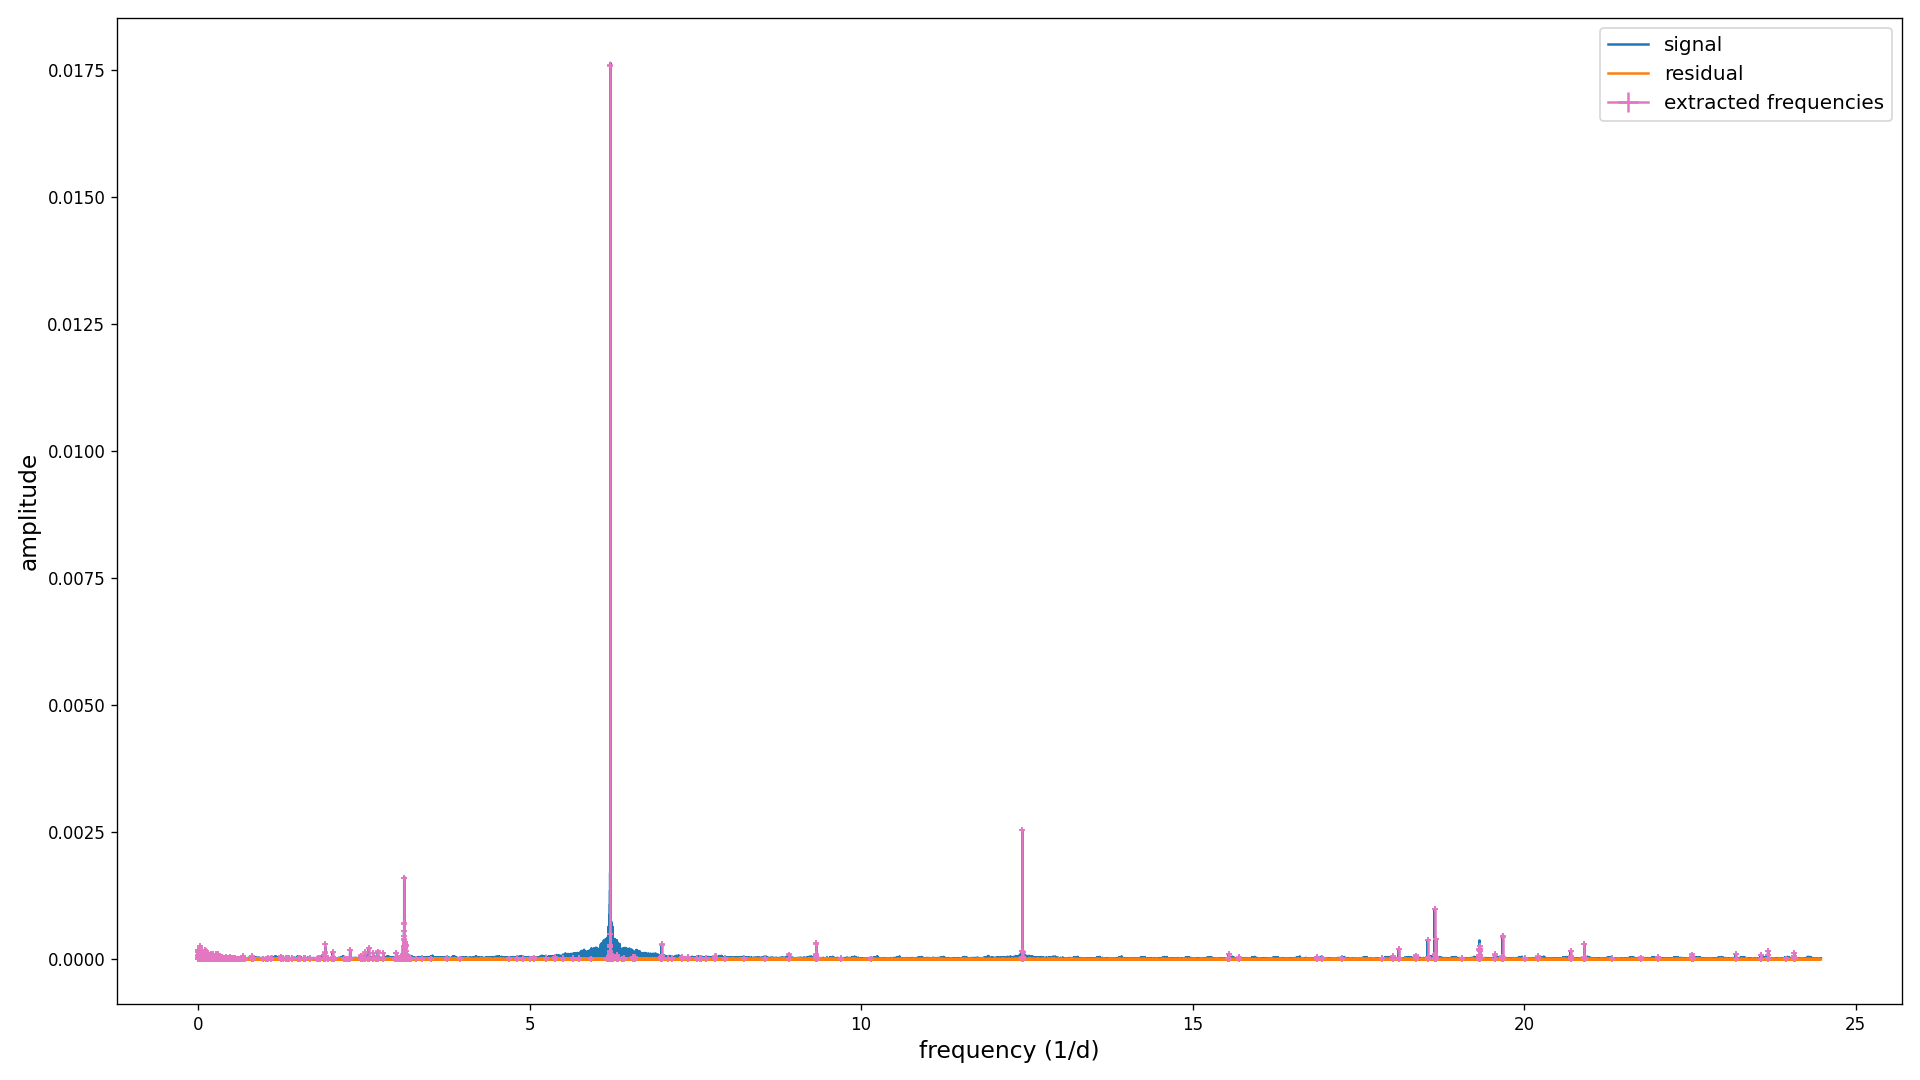 signal
residual
extracted frequencies
0.0175
0.0150
0.0125
0.0100
0.0075
0.0050
0.0025
0.0000
amplitude
0 5 10 15 20 25
frequency (1/d)